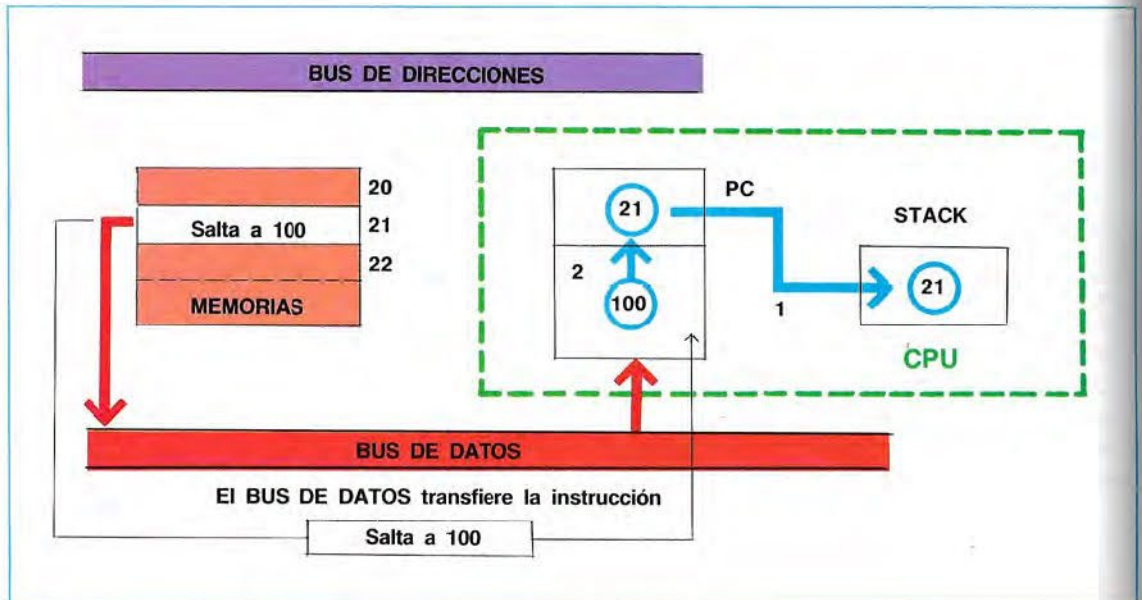 BUS DE DIRECCIONES
20
Salta a 100
21
22
MEMORIAS
21
PC
STACK
2
100
1
21
CPU
BUS DE DATOS
El BUS DE DATOS transfiere la instrucción
Salta a 100